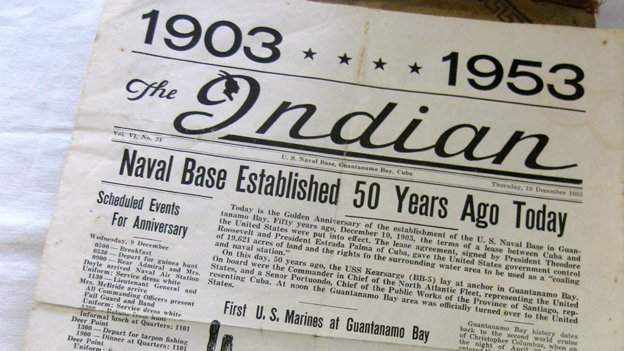 1903 ★ ★ ★ ★ 1953
The Indian
Vol. VI, No. 24
U. S. Naval Base, Guantanamo Bay, Cuba
Thursday, 10 December 1953
Naval Base Established 50 Years Ago Today
Scheduled Events
For Anniversary
Wednesday, 9 December
0500 — Breakfast
0530 — Depart for guinea hunt
0900 — Rear Admiral and Mrs.
Doyle arrived Naval Air Station
Uniform: Service dress white
1130 — Lieutenant General and
Mrs. McBride arrive
All Commanding Officers present
Full Guard and Band
Uniform: Service dress white
Informal lunch at Quarters: 1101
1300 — Depart for tarpon fishing
Deer Point
1900 — Dinner at Quarters: 1101
Deer Point
Uniform:
Today is the Golden Anniversary of the establishment of the U. S. Naval Base in Guan-
tanamo Bay. Fifty years ago, December 10, 1903, the terms of a lease between Cuba and
the United States were put into effect. The lease agreement, signed by President Theodore
Roosevelt and President Estrada Palma of Cuba, gave the United States government control
of 19,621 acres of land and the rights to the surrounding water area to be used as a "coaling
and naval station."
On this day, 50 years ago, the USS Kearsarge (BB-5) lay at anchor in Guantanamo Bay.
On board were the Commander in Chief of the North Atlantic Fleet, representing the United
States, and a Senor Fortundo, Chief of the Public Works of the Province of Santiago, rep-
resenting Cuba. At noon the Guantanamo Bay area was officially turned over to the United
States.
First U. S. Marines at Guantanamo Bay
Guantanamo Bay history dates
back to the second world cruise
of Christopher Columbus, when on
the night of April